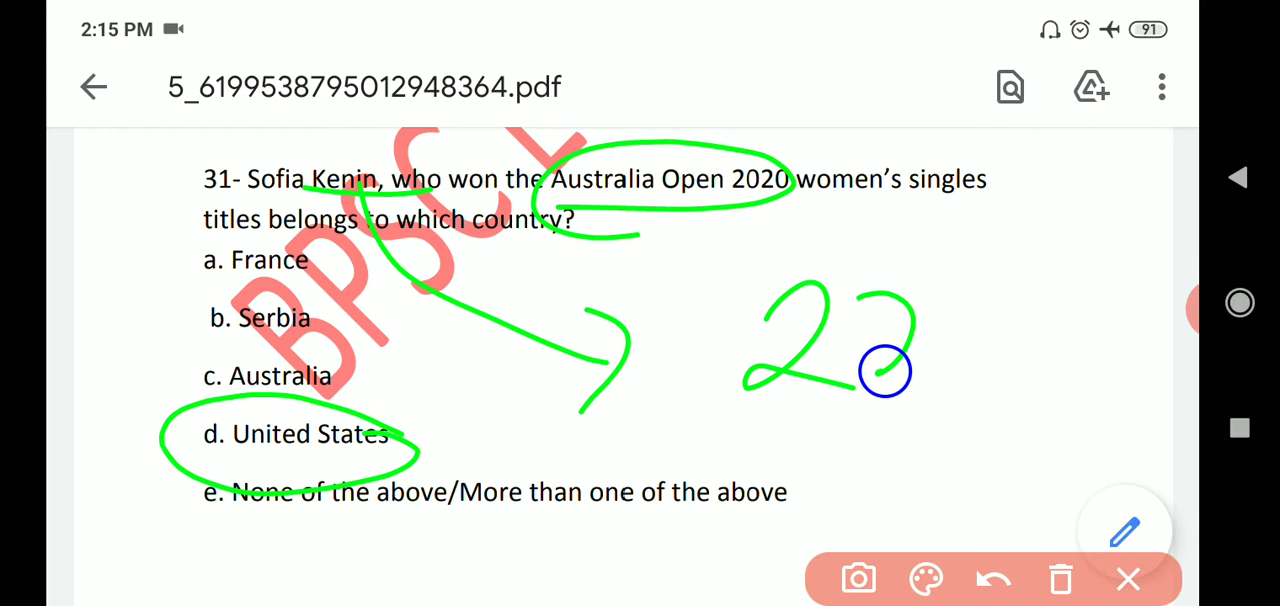 2:15 PM 91
5_6199538795012948364.pdf
BPSC
31- Sofia Kenin, who won the Australia Open 2020 women’s singles
titles belongs to which country?
a. France
b. Serbia
c. Australia
d. United States
e. None of the above/More than one of the above